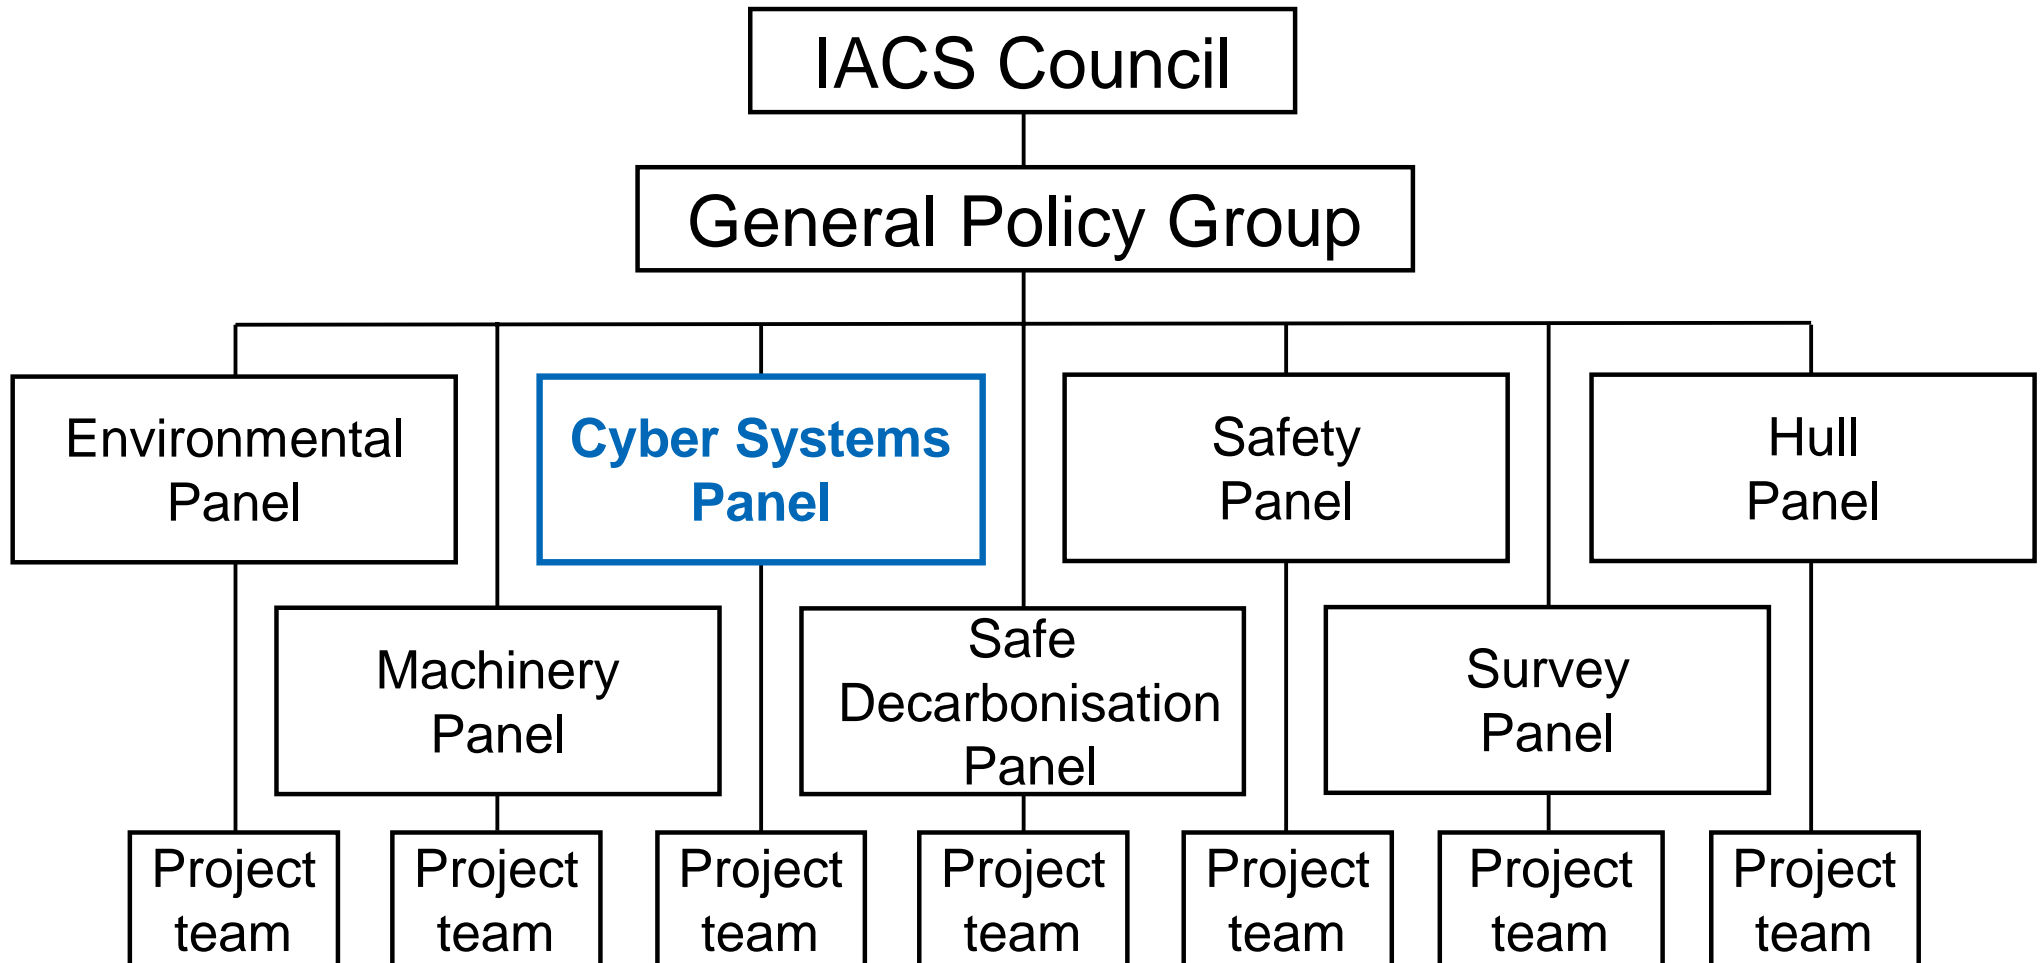 IACS Council
General Policy Group
Environmental
Panel
Cyber Systems
Panel
Safety
Panel
Hull
Panel
Machinery
Panel
Safe
Decarbonisation
Panel
Survey
Panel
Project
team
Project
team
Project
team
Project
team
Project
team
Project
team
Project
team